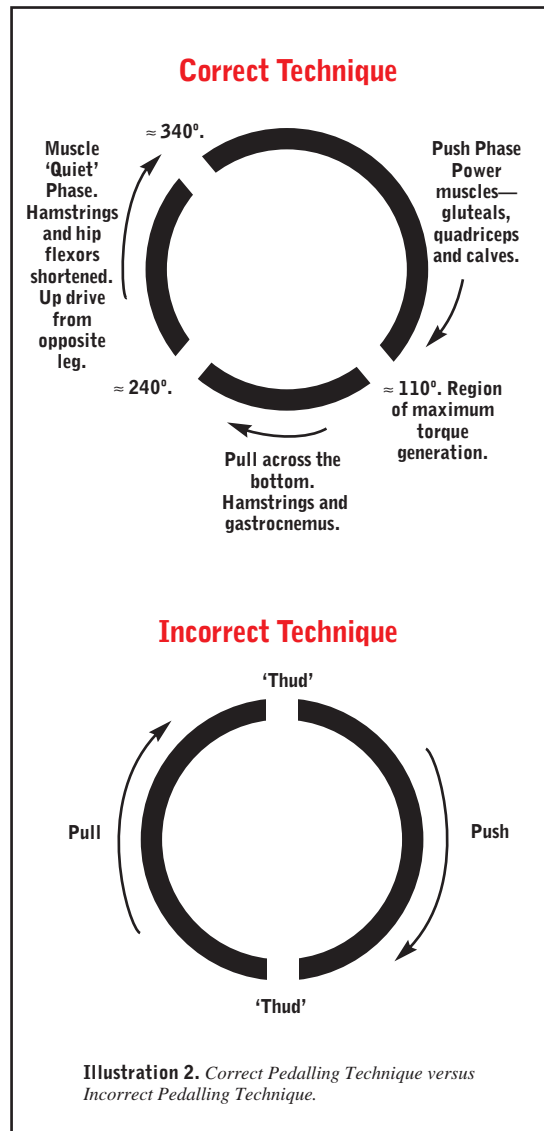 Correct Technique
≈ 340º.
Muscle
‘Quiet’
Phase.
Hamstrings
and hip
flexors
shortened.
Up drive
from
opposite
leg.
Push Phase
Power
muscles—
gluteals,
quadriceps
and calves.
≈ 240º.
≈ 110º. Region
of maximum
torque
generation.
Pull across the
bottom.
Hamstrings and
gastrocnemus.
Incorrect Technique
‘Thud’
Pull
Push
‘Thud’
Illustration 2. Correct Pedalling Technique versus
Incorrect Pedalling Technique.